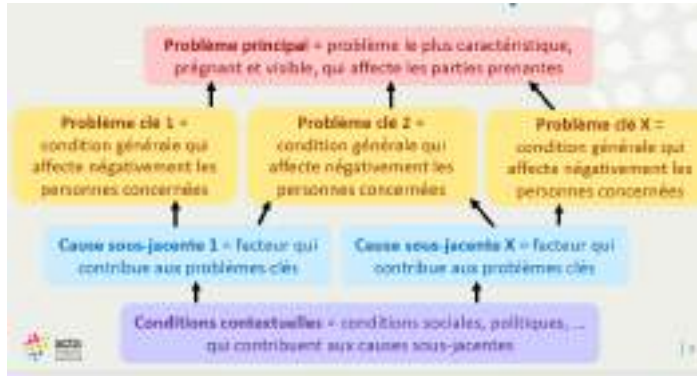 Problème principal = problème le plus caractéristique,
prégnant et visible, qui affecte les parties prenantes
Problème clé 1 =
condition générale qui
affecte négativement les
personnes concernées
Problème clé 2 =
condition générale qui
affecte négativement les
personnes concernées
Problème clé X =
condition générale qui
affecte négativement les
personnes concernées
Cause sous-jacente 1 = facteur qui
contribue aux problèmes clés
Cause sous-jacente X = facteur qui
contribue aux problèmes clés
Conditions contextuelles = conditions sociales, politiques, ...
qui contribuent aux causes sous-jacentes